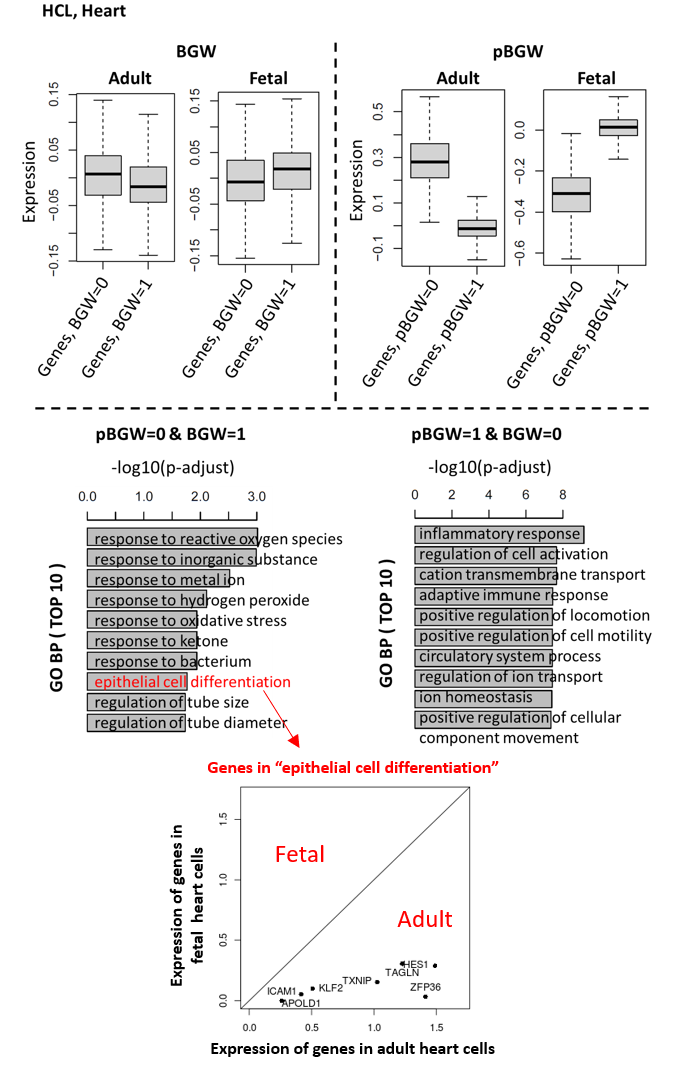 HCL, Heart
BGW
pBGW
Adult
Fetal
Adult
Fetal
Expression
0.15
0.05
−0.05
−0.15
0.15
0.05
−0.05
−0.15
Expression
0.5
0.3
0.1
−0.1
0.0
−0.2
−0.4
−0.6
Genes, BGW=0
Genes, BGW=1
Genes, BGW=0
Genes, BGW=1
Genes, pBGW=0
Genes, pBGW=1
Genes, pBGW=0
Genes, pBGW=1
pBGW=0 & BGW=1
-log10(p-adjust)
0.0 1.0 2.0 3.0
GO BP ( TOP 10 )
response to reactive oxygen species
response to inorganic substance
response to metal ion
response to hydrogen peroxide
response to oxidative stress
response to ketone
response to bacterium
epithelial cell differentiation
regulation of tube size
regulation of tube diameter
pBGW=1 & BGW=0
-log10(p-adjust)
0 2 4 6 8
GO BP ( TOP 10 )
inflammatory response
regulation of cell activation
cation transmembrane transport
adaptive immune response
positive regulation of locomotion
positive regulation of cell motility
circulatory system process
regulation of ion transport
ion homeostasis
positive regulation of cellular
component movement
Genes in “epithelial cell differentiation”
Expression of genes in
fetal heart cells
1.5
0.5
0.0
Fetal
Adult
HES1
TAGLN
TXNIP
ZFP36
KLF2
ICAM1
APOLD1
0.0 0.5 1.0 1.5
Expression of genes in adult heart cells